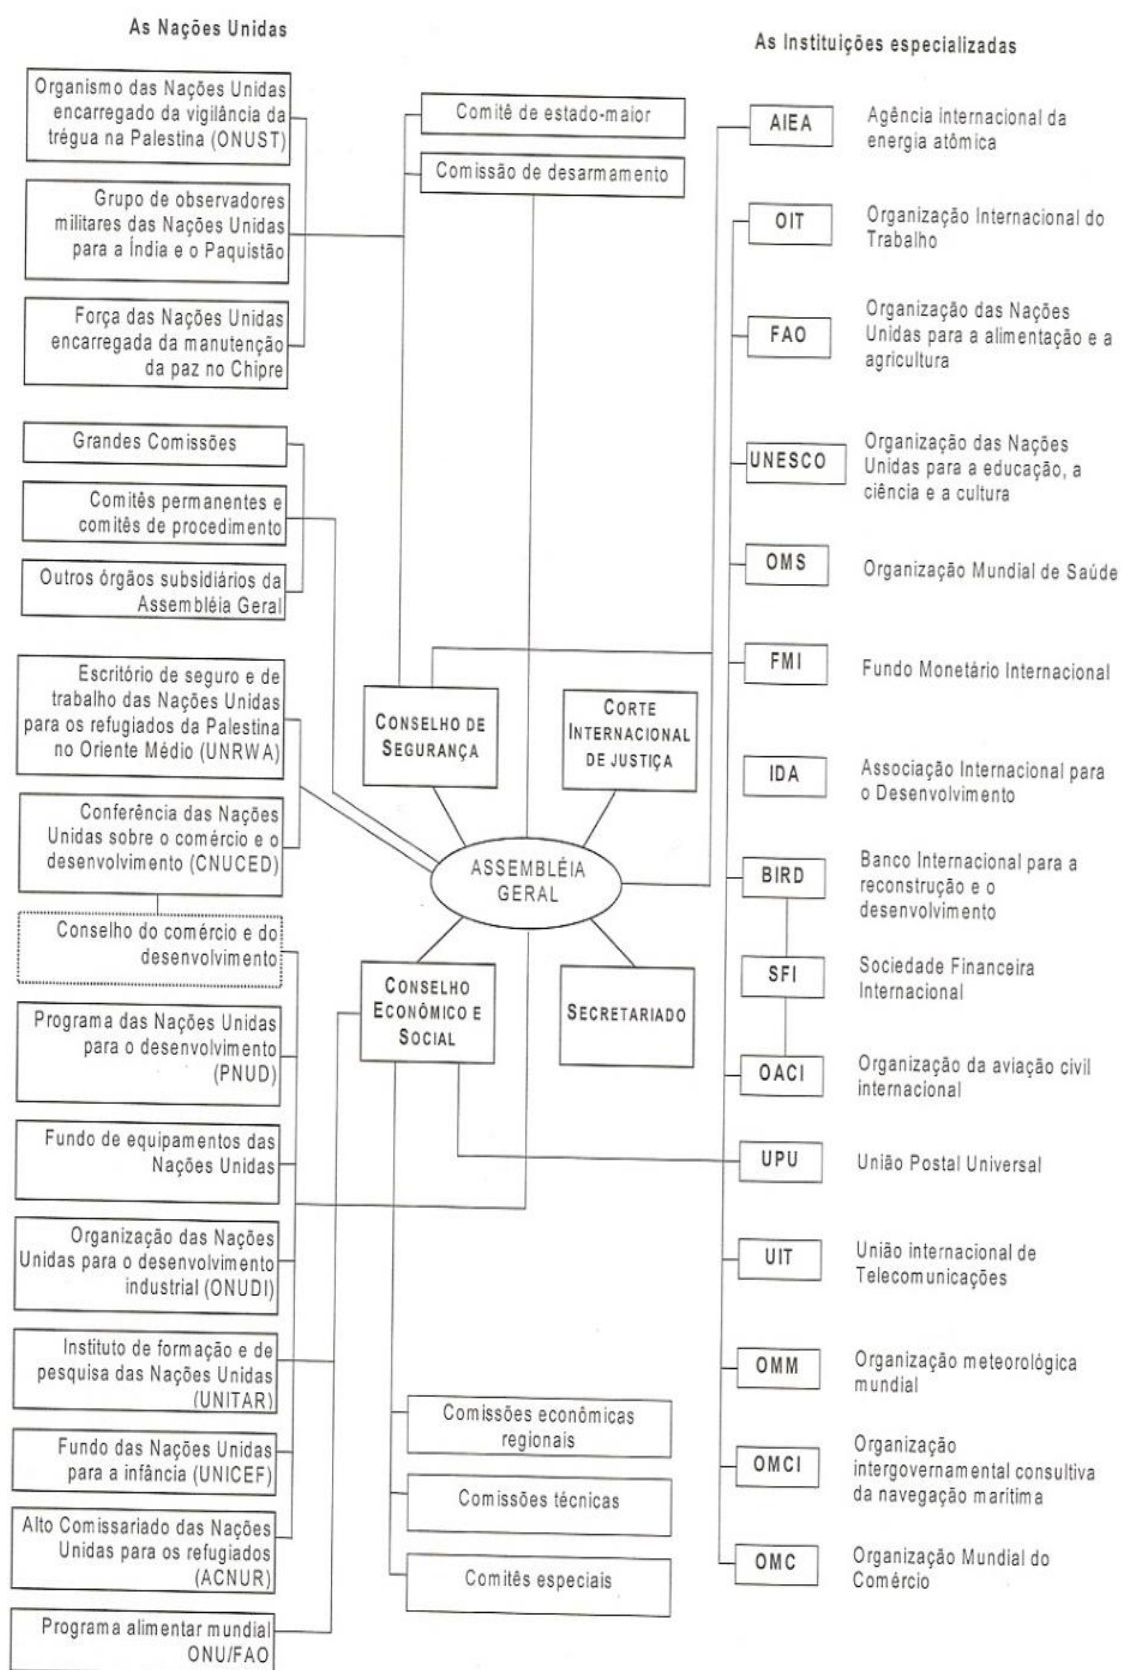 As Nações Unidas
Organismo das Nações Unidas
encarregado da vigilância da
trégua na Palestina (ONUST)
Grupo de observadores
militares das Nações Unidas
para a Índia e o Paquistão
Força das Nações Unidas
encarregada da manutenção
da paz no Chipre
Grandes Comissões
Comitês permanentes e
comitês de procedimento
Outros órgãos subsidiários da
Assembléia Geral
Escritório de seguro e de
trabalho das Nações Unidas
para os refugiados da Palestina
no Oriente Médio (UNRWA)
Conferência das Nações
Unidas sobre o comércio e o
desenvolvimento (CNUCED)
Conselho do comércio e do
desenvolvimento
Programa das Nações Unidas
para o desenvolvimento
(PNUD)
Fundo de equipamentos das
Nações Unidas
Organização das Nações
Unidas para o desenvolvimento
industrial (ONUDI)
Instituto de formação e de
pesquisa das Nações Unidas
(UNITAR)
Fundo das Nações Unidas
para a infância (UNICEF)
Alto Comissariado das Nações
Unidas para os refugiados
(ACNUR)
Programa alimentar mundial
ONU/FAO
Comitê de estado-maior
Comissão de desarmamento
CONSELHO DE
SEGURANÇA
CORTE
INTERNACIONAL
DE JUSTIÇA
ASSEMBLÉIA
GERAL
CONSELHO
ECONÔMICO E
SOCIAL
SECRETARIADO
Comissões econômicas
regionais
Comissões técnicas
Comitês especiais
As Instituições especializadas
AIEA
Agência internacional da
energia atômica
OIT
Organização Internacional do
Trabalho
FAO
Organização das Nações
Unidas para a alimentação e a
agricultura
UNESCO
Organização das Nações
Unidas para a educação, a
ciência e a cultura
OMS
Organização Mundial de Saúde
FMI
Fundo Monetário Internacional
IDA
Associação Internacional para
o Desenvolvimento
BIRD
Banco Internacional para a
reconstrução e o
desenvolvimento
SFI
Sociedade Financeira
Internacional
OACI
Organização da aviação civil
internacional
UPU
União Postal Universal
UIT
União internacional de
Telecomunicações
OMM
Organização meteorológica
mundial
OMCI
Organização
intergovernamental consultiva
da navegação marítima
OMC
Organização Mundial do
Comércio